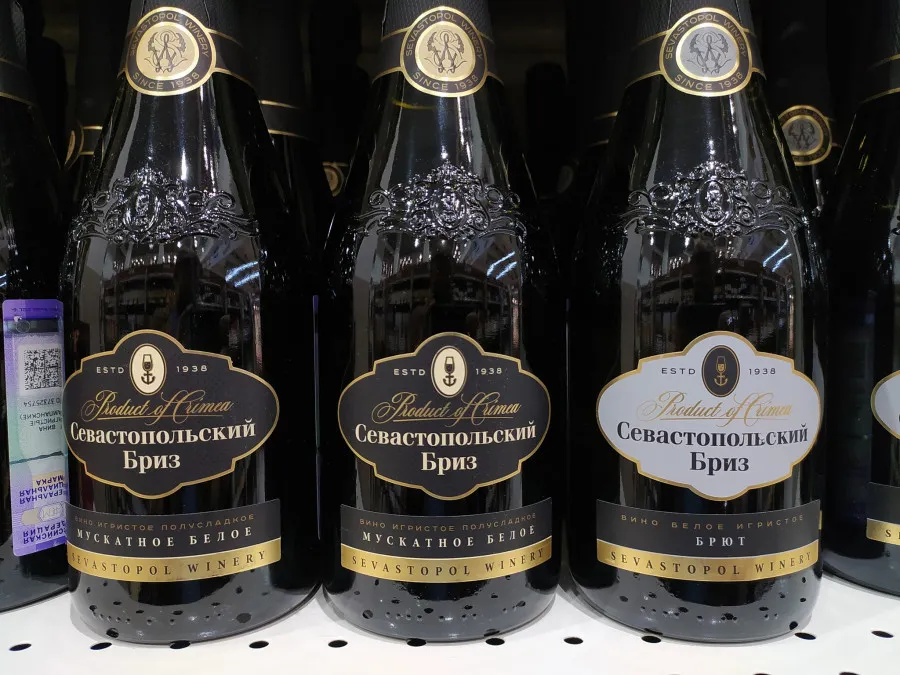 SEVASTOPOL WINERY
SINCE 1938
ESTD 1938
Product of Crimea
Севастопольский
Бриз
ВИНО ИГРИСТОЕ ПОЛУСЛАДКОЕ
МУСКАТНОЕ БЕЛОЕ
SEVASTOPOL WINERY
SEVASTOPOL WINERY
SINCE 1938
ESTD 1938
Product of Crimea
Севастопольский
Бриз
ВИНО ИГРИСТОЕ ПОЛУСЛАДКОЕ
МУСКАТНОЕ БЕЛОЕ
SEVASTOPOL WINERY
SEVASTOPOL WINERY
SINCE 1938
ESTD 1938
Product of Crimea
Севастопольский
Бриз
ВИНО БЕЛОЕ ИГРИСТОЕ
БРЮТ
SEVASTOPOL WINERY
МАРКА